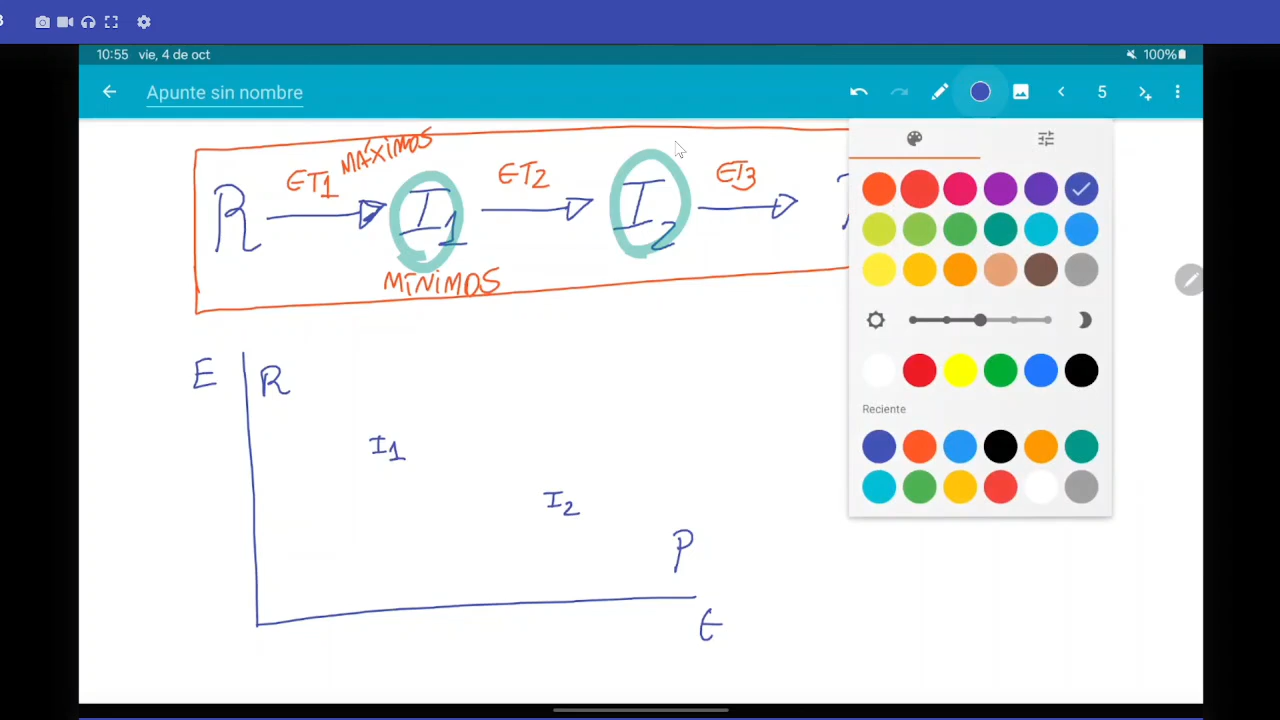 10:55 vie, 4 de oct
100%
Apunte sin nombre
5
MÁXIMOS
ET1 ET2 ET3
R I1 I2
MÍNIMOS
E R
I1
I2
P
t
Reciente